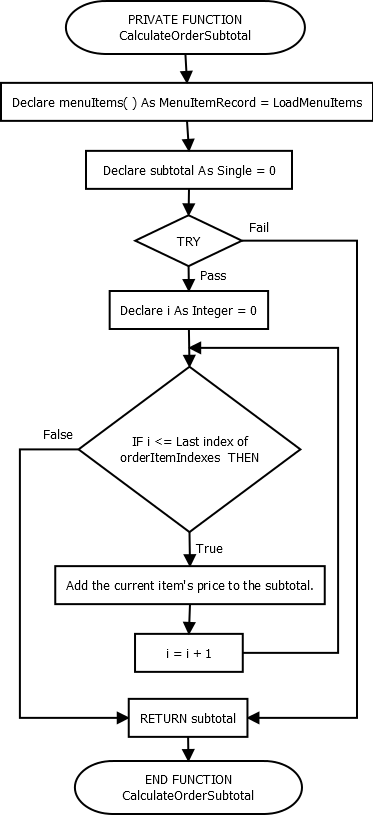 PRIVATE FUNCTION
CalculateOrderSubtotal
Declare menuItems( ) As MenuItemRecord = LoadMenuItems
Declare subtotal As Single = 0
TRY
Fail
Pass
Declare i As Integer = 0
False
IF i <= Last index of
orderItemIndexes THEN
True
Add the current item's price to the subtotal.
i = i + 1
RETURN subtotal
END FUNCTION
CalculateOrderSubtotal